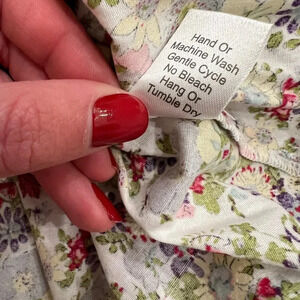 Hand Or
Machine Wash
Gentle Cycle
No Bleach
Hang Or
Tumble Dry